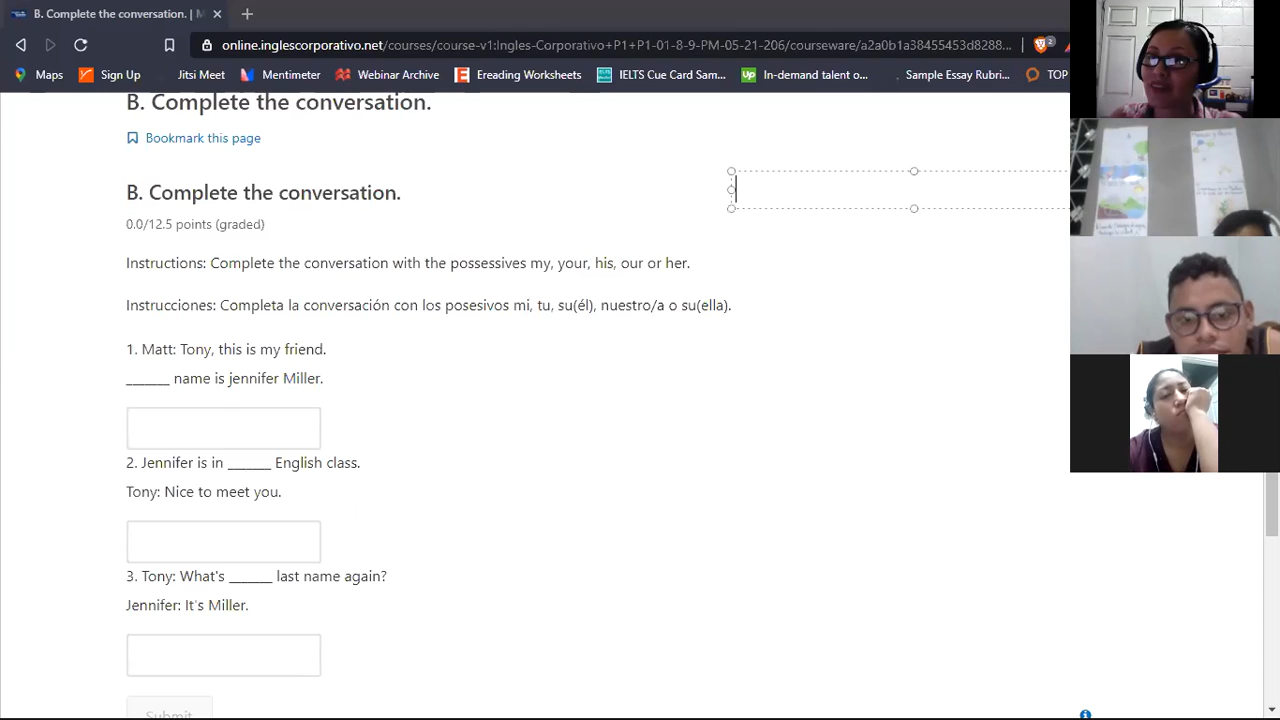 B. Complete the conversation. | M
online.inglescorporativo.net/courses/course-v1:Ingles-Corporativo+P1+P1-01-8-3-PM-05-21-206/courseware/a2a0b1a38455453d8288...
2
Maps
Sign Up
Jitsi Meet
Mentimeter
Webinar Archive
Ereading Worksheets
IELTS Cue Card Sam...
In-demand talent o...
Sample Essay Rubri...
TOP
B. Complete the conversation.
Bookmark this page
B. Complete the conversation.
0.0/12.5 points (graded)
Instructions: Complete the conversation with the possessives my, your, his, our or her.
Instrucciones: Completa la conversación con los posesivos mi, tu, su(él), nuestro/a o su(ella).
1. Matt: Tony, this is my friend.
______ name is jennifer Miller.
2. Jennifer is in ______ English class.
Tony: Nice to meet you.
3. Tony: What's ______ last name again?
Jennifer: It's Miller.
Submit